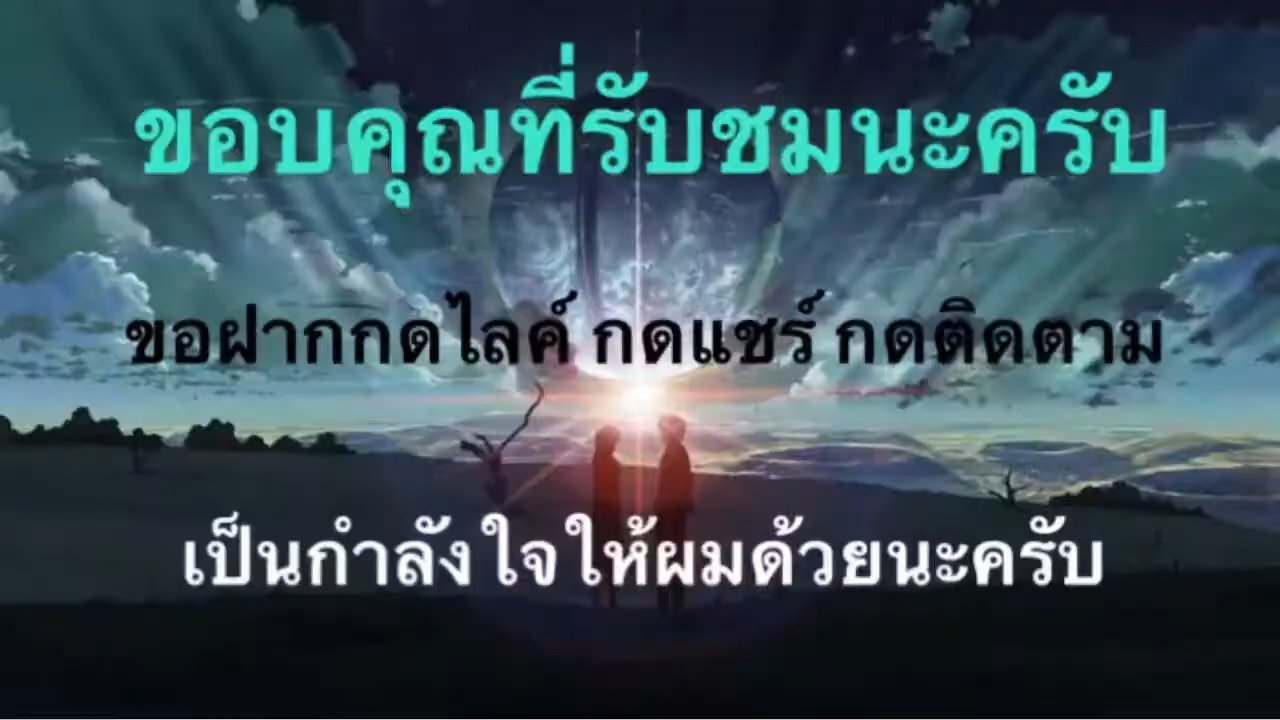 ขอบคุณที่รับชมนะครับ
ขอฝากกดไลค์ กดแชร์ กดติดตาม
เป็นกำลังใจให้ผมด้วยนะครับ